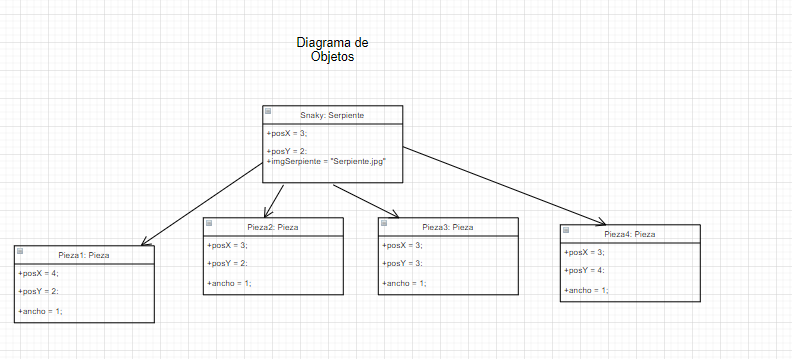 Diagrama de
Objetos
Snaky: Serpiente
+posX = 3;
+posY = 2:
+imgSerpiente = "Serpiente.jpg"
Pieza1: Pieza
+posX = 4;
+posY = 2:
+ancho = 1;
Pieza2: Pieza
+posX = 3;
+posY = 2:
+ancho = 1;
Pieza3: Pieza
+posX = 3;
+posY = 3:
+ancho = 1;
Pieza4: Pieza
+posX = 3;
+posY = 4:
+ancho = 1;